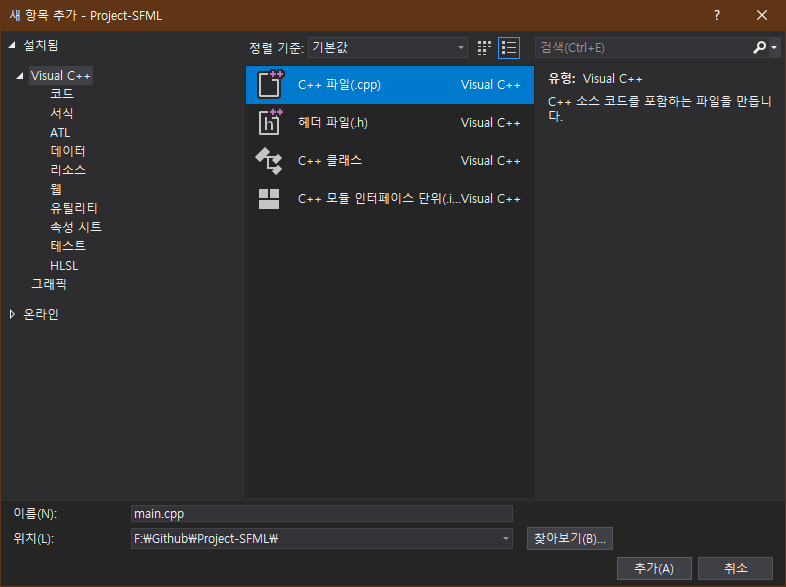 새 항목 추가 - Project-SFML ?
설치됨
정렬 기준: 기본값
검색(Ctrl+E)
Visual C++
코드
서식
ATL
데이터
리소스
웹
유틸리티
속성 시트
테스트
HLSL
그래픽
온라인
C++ 파일(.cpp) Visual C++
헤더 파일(.h) Visual C++
C++ 클래스 Visual C++
C++ 모듈 인터페이스 단위(.i... Visual C++
유형: Visual C++
C++ 소스 코드를 포함하는 파일을 만듭니
다.
이름(N): main.cpp
위치(L): F:₩Github₩Project-SFML₩ 찾아보기(B)...
추가(A) 취소